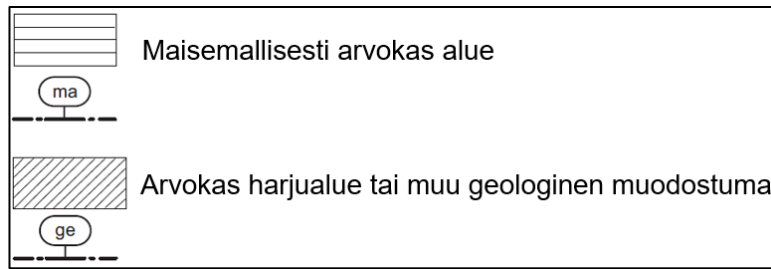 Maisemallisesti arvokas alue
ma
Arvokas harjualue tai muu geologinen muodostuma
ge